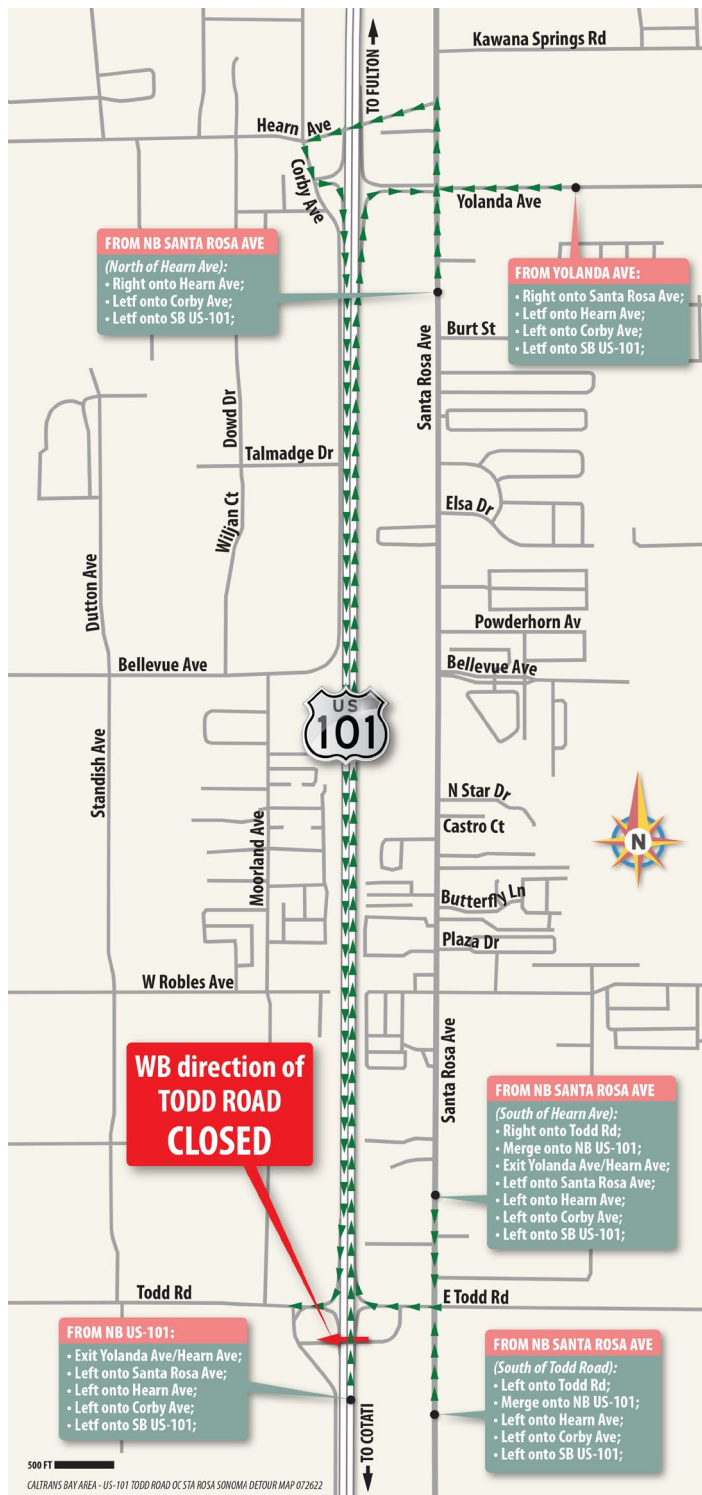 Kawana Springs Rd
TO FULTON
Hearn Ave
Corby Ave
Yolanda Ave
FROM NB SANTA ROSA AVE
(North of Hearn Ave):
• Right onto Hearn Ave;
• Letf onto Corby Ave;
• Letf onto SB US-101;
FROM YOLANDA AVE:
• Right onto Santa Rosa Ave;
• Letf onto Hearn Ave;
• Left onto Corby Ave;
• Letf onto SB US-101;
Santa Rosa Ave
Burt St
Dowd Dr
Talmadge Dr
Wiljan Ct
Elsa Dr
Dutton Ave
Powderhorn Av
Bellevue Ave
Bellevue Ave
US
101
Standish Ave
N Star Dr
Castro Ct
N
Moorland Ave
Butterfly Ln
Plaza Dr
W Robles Ave
Santa Rosa Ave
WB direction of
TODD ROAD
CLOSED
FROM NB SANTA ROSA AVE
(South of Hearn Ave):
• Right onto Todd Rd;
• Merge onto NB US-101;
• Exit Yolanda Ave/Hearn Ave;
• Letf onto Santa Rosa Ave;
• Left onto Hearn Ave;
• Left onto Corby Ave;
• Left onto SB US-101;
Todd Rd
E Todd Rd
FROM NB US-101:
• Exit Yolanda Ave/Hearn Ave;
• Left onto Santa Rosa Ave;
• Left onto Hearn Ave;
• Left onto Corby Ave;
• Letf onto SB US-101;
FROM NB SANTA ROSA AVE
(South of Todd Road):
• Left onto Todd Rd;
• Merge onto NB US-101;
• Left onto Hearn Ave;
• Letf onto Corby Ave;
• Left onto SB US-101;
TO COTATI
500 FT
CALTRANS BAY AREA - US-101 TODD ROAD OC STA ROSA SONOMA DETOUR MAP 072622